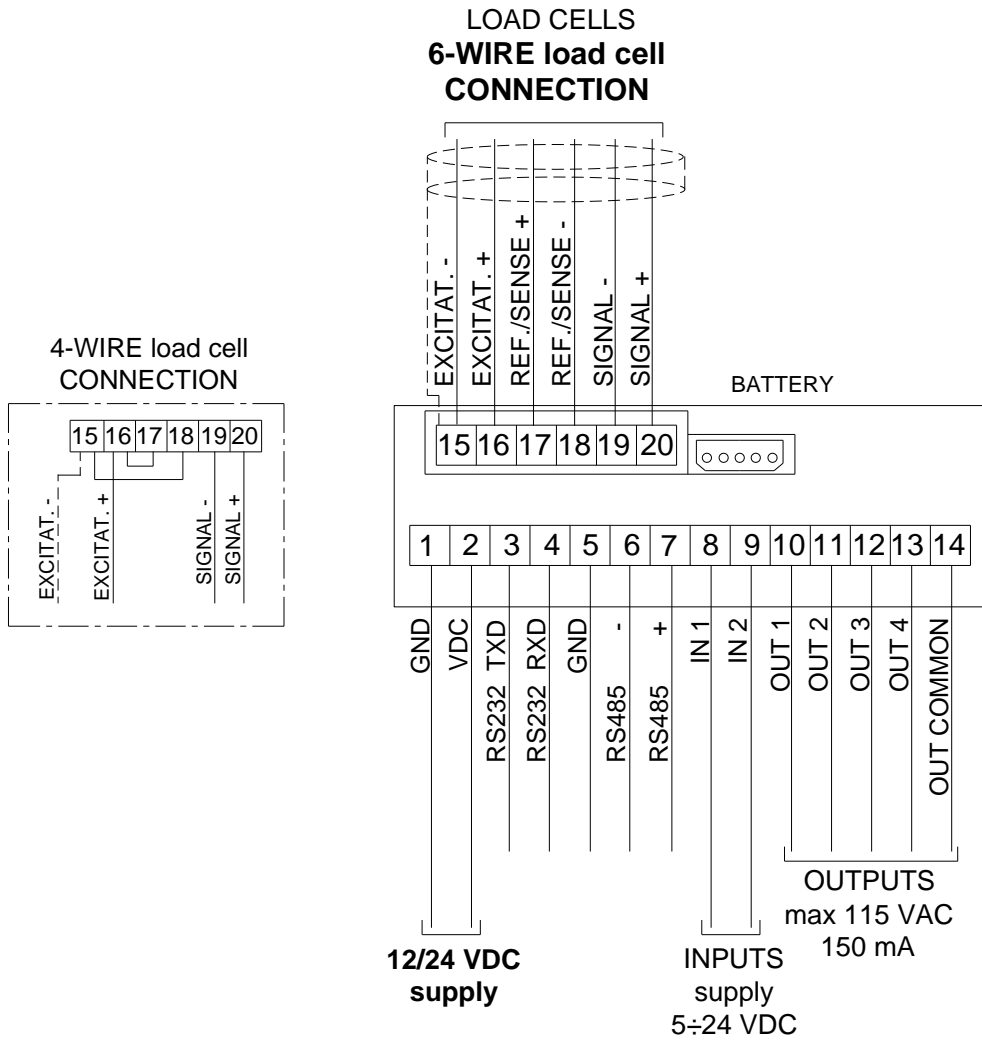 LOAD CELLS
6-WIRE load cell
CONNECTION
EXCITAT. -
EXCITAT. +
REF./SENSE +
REF./SENSE -
SIGNAL -
SIGNAL +
4-WIRE load cell
CONNECTION
15 16 17 18 19 20
EXCITAT. -
EXCITAT. +
SIGNAL -
SIGNAL +
BATTERY
15 16 17 18 19 20
1 2 3 4 5 6 7 8 9 10 11 12 13 14
GND
VDC
RS232 TXD
RS232 RXD
GND
RS485 -
RS485 +
IN 1
IN 2
OUT 1
OUT 2
OUT 3
OUT 4
OUT COMMON
12/24 VDC
supply
INPUTS
supply
5÷24 VDC
OUTPUTS
max 115 VAC
150 mA